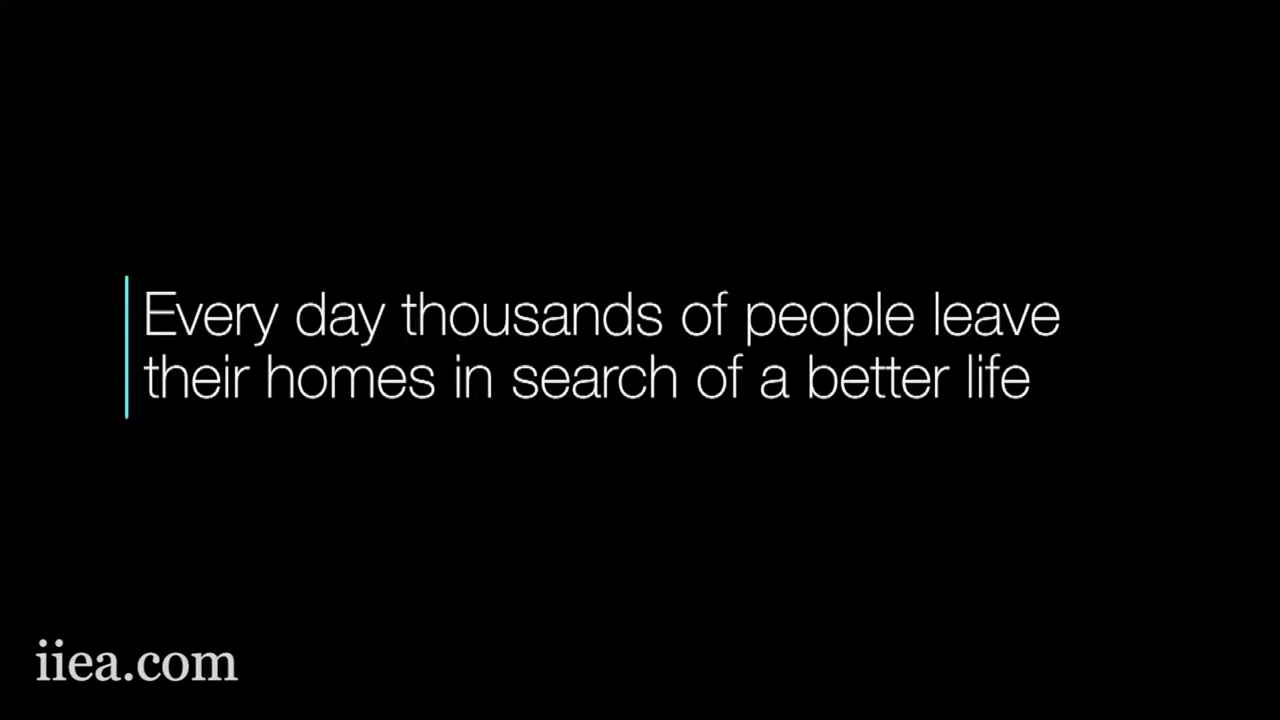 Every day thousands of people leave
their homes in search of a better life
iiea.com